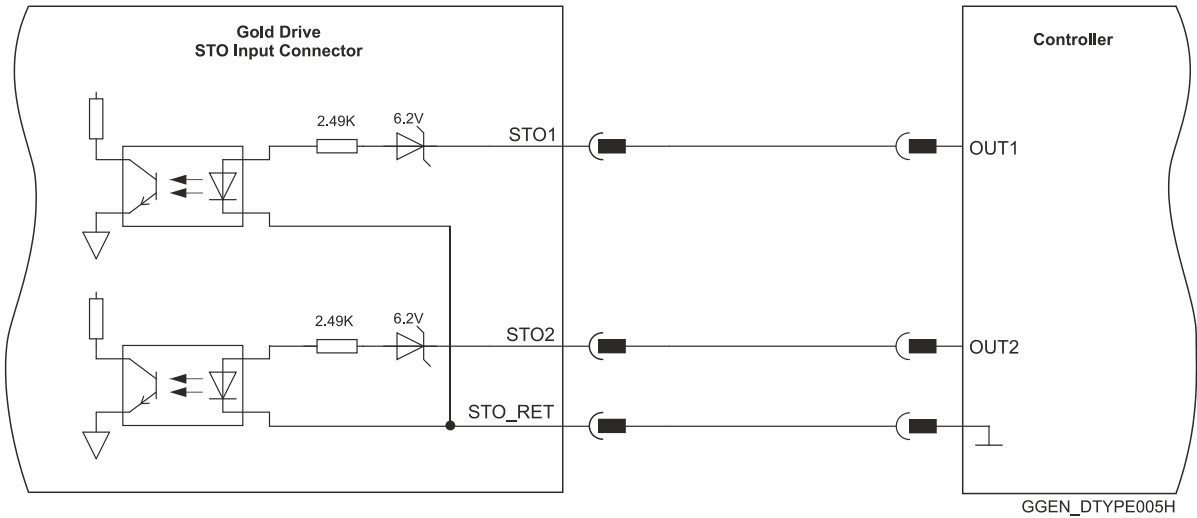 Gold Drive
STO Input Connector
Controller
2.49K
6.2V
STO1
OUT1
2.49K
6.2V
STO2
OUT2
STO_RET
GGEN_DTYPE005H